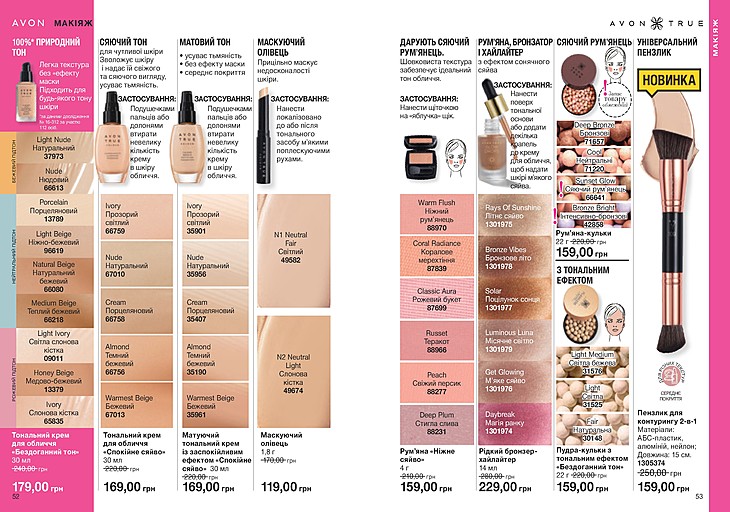 AVON МАКІЯЖ
100%* ПРИРОДНИЙ
ТОН
Легка текстура
без «ефекту
маски
Підходить для
будь-якого тону
шкіри
Light Nude
Натуральний
37973
Nude
Нюдовий
66613
Porcelain
Порцеляновий
13789
Light Beige
Ніжно-бежевий
96619
Natural Beige
Натуральний
бежевий
66080
Medium Beige
Теплий бежевий
66218
Light Ivory
Світла слонова
кістка
09011
Honey Beige
Медово-бежевий
13379
Ivory
Слонова кістка
65835
БЕЖЕВИЙ ПІДТОН
НЕЙТРАЛЬНИЙ ПІДТОН
РОЖЕВИЙ ПІДТОН
Тональний крем
для обличчя
«Бездоганний тон»
30 мл
240,00 грн
179,00 грн
52
СЯЮЧИЙ ТОН
для чутливої шкіри
Зволожує шкіру
і надає їй свіжого
та сяючого вигляду,
усуває тьмяність.
ЗАСТОСУВАННЯ:
Подушечками
пальців або
долонями
втирати
невелику
кількість
крему
в шкіру
обличчя.
Ivory
Прозорий
світлий
66759
Nude
Натуральний
67010
Cream
Порцеляновий
66758
Almond
Темний
бежевий
66756
Warmest Beige
Бежевий
67013
Тональний крем
для обличчя
«Спокійне сяйво»
30 мл
220,00 грн
169,00 грн
МАТОВИЙ ТОН
• усуває тьмяність
• без ефекту маски
• середнє покриття
ЗАСТОСУВАННЯ:
Подушечками
пальців або
долонями
втирати
невелику
кількість
крему
в шкіру
обличчя.
Ivory
Прозорий
світлий
35901
Nude
Натуральний
35956
Cream
Порцеляновий
35407
Almond
Темний
бежевий
35190
Warmest Beige
Бежевий
35961
Матуючий
тональний крем
із заспокійливим
ефектом «Спокійне
сяйво» 30 мл
220,00 грн
169,00 грн
МАСКУЮЧИЙ
ОЛІВЕЦЬ
Прицільно маскує
недосконалості
шкіри.
ЗАСТОСУВАННЯ:
Нанести
локалізовано
до або після
тонального
засобу м'якими
поплескуючими
рухами.
N1 Neutral
Fair
Світлий
49582
N2 Neutral
Light
Слонова
кістка
49674
Маскуючий
олівець
1,8 г
170,00 грн
119,00 грн
AVON TRUE
МАКІЯЖ
ДАРУЮТЬ СЯЮЧИЙ
РУМ'ЯНЕЦЬ.
Шовковиста текстура
забезпечує ідеальний
тон обличчя.
ЗАСТОСУВАННЯ:
Нанести щіточкою
на «яблучка» щік.
Warm Flush
Ніжний
рум'янець
88970
Coral Radiance
Коралове
мерехтіння
87839
Classic Aura
Рожевий букет
87699
Russet
Теракот
88966
Peach
Свіжий персик
88277
Deep Plum
Стигла слива
88231
Рум'яна «Ніжне
сяйво»
4 г
210,00 грн
159,00 грн
РУМ'ЯНА, БРОНЗАТОР
І ХАЙЛАЙТЕР
з ефектом сонячного
сяйва
ЗАСТОСУВАННЯ:
Нанести
поверх
тональної
основи
або додати
декілька
крапель
до крему
для обличчя,
щоб надати
шкірі м'якого
сяйва.
Rays Of Sunshine
Літнє сяйво
1301975
Bronze Vibes
Бронзове літо
1301978
Solar
Поцілунок сонця
1301977
Luminous Luna
Місячне світло
1301979
Get Glowing
М'яке сяйво
1301976
Daybreak
Магія ранку
1301974
Рідкий бронзер-
хайлайтер
14 мл
280,00 грн
229,00 грн
СЯЮЧИЙ РУМ'ЯНЕЦЬ
Запас
товару
обмежений
Deep Bronze
Бронзові
71657
Cool
Нейтральні
71220
Sunset Glow
Сяючий рум'янець
66641
Bronze Bright
Інтенсивно-бронзові
42858
Рум'яна-кульки
22 г 220,00 грн
159,00 грн
З ТОНАЛЬНИМ
ЕФЕКТОМ
Light Medium
Світла бежева
31576
Light
Світла
31525
Fair
Натуральна
30148
Пудра-кульки з
тональним ефектом
«Бездоганний тон»
22 г 220,00 грн
159,00 грн
УНІВЕРСАЛЬНИЙ
ПЕНЗЛИК
НОВИНКА
СЕРЕДНЄ
ПОКРИТТЯ
Пензлик для
контурингу 2-в-1
Матеріали:
АБС-пластик,
алюміній, нейлон;
Довжина: 15 см.
1305374
250,00 грн
159,00 грн
53